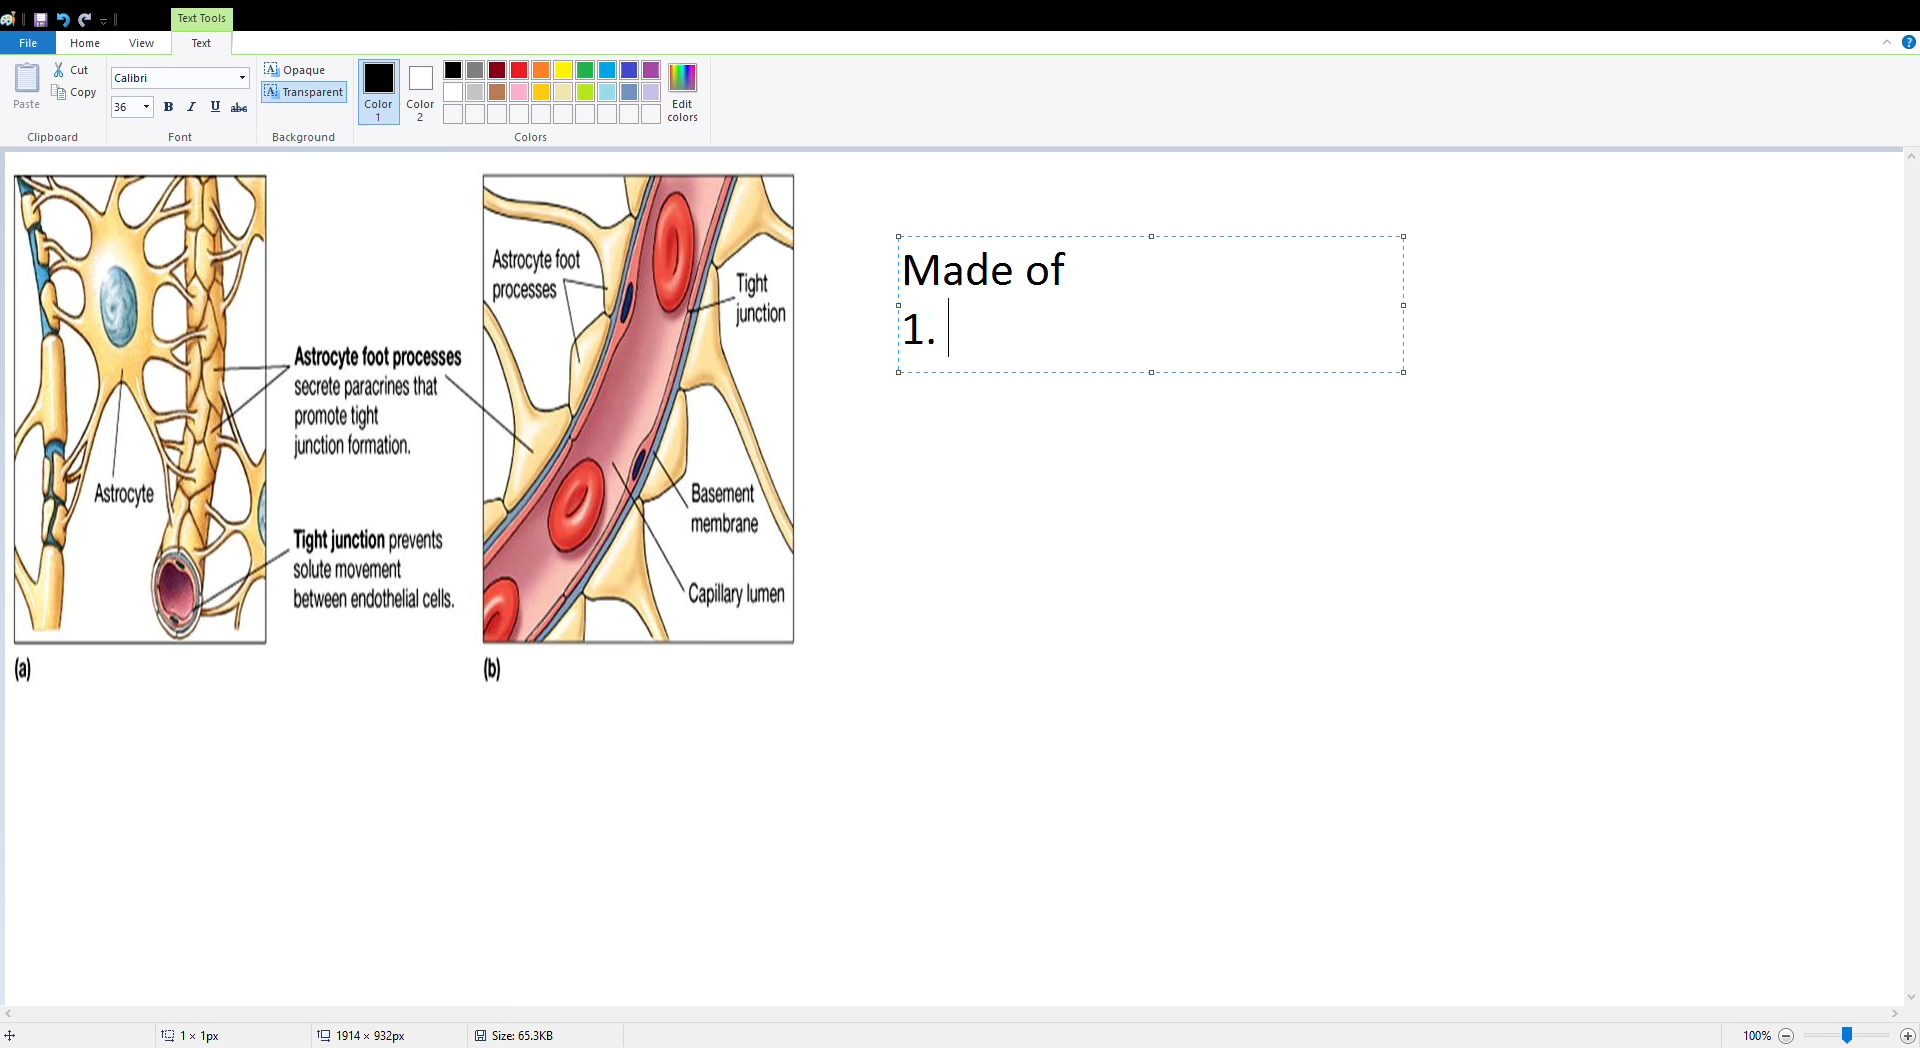 Text Tools
File
Home
View
Text
Paste
Cut
Copy
Clipboard
Calibri
36
B
I
U
abc
Font
Opaque
Transparent
Background
Color
1
Color
2
Edit
colors
Colors
Astrocyte
Astrocyte foot processes
secrete paracrines that
promote tight
junction formation.
Tight junction prevents
solute movement
between endothelial cells.
(a)
Astrocyte foot
processes
Tight
junction
Basement
membrane
Capillary lumen
(b)
Made of
1.
1 × 1px
1914 × 932px
Size: 65.3KB
100%